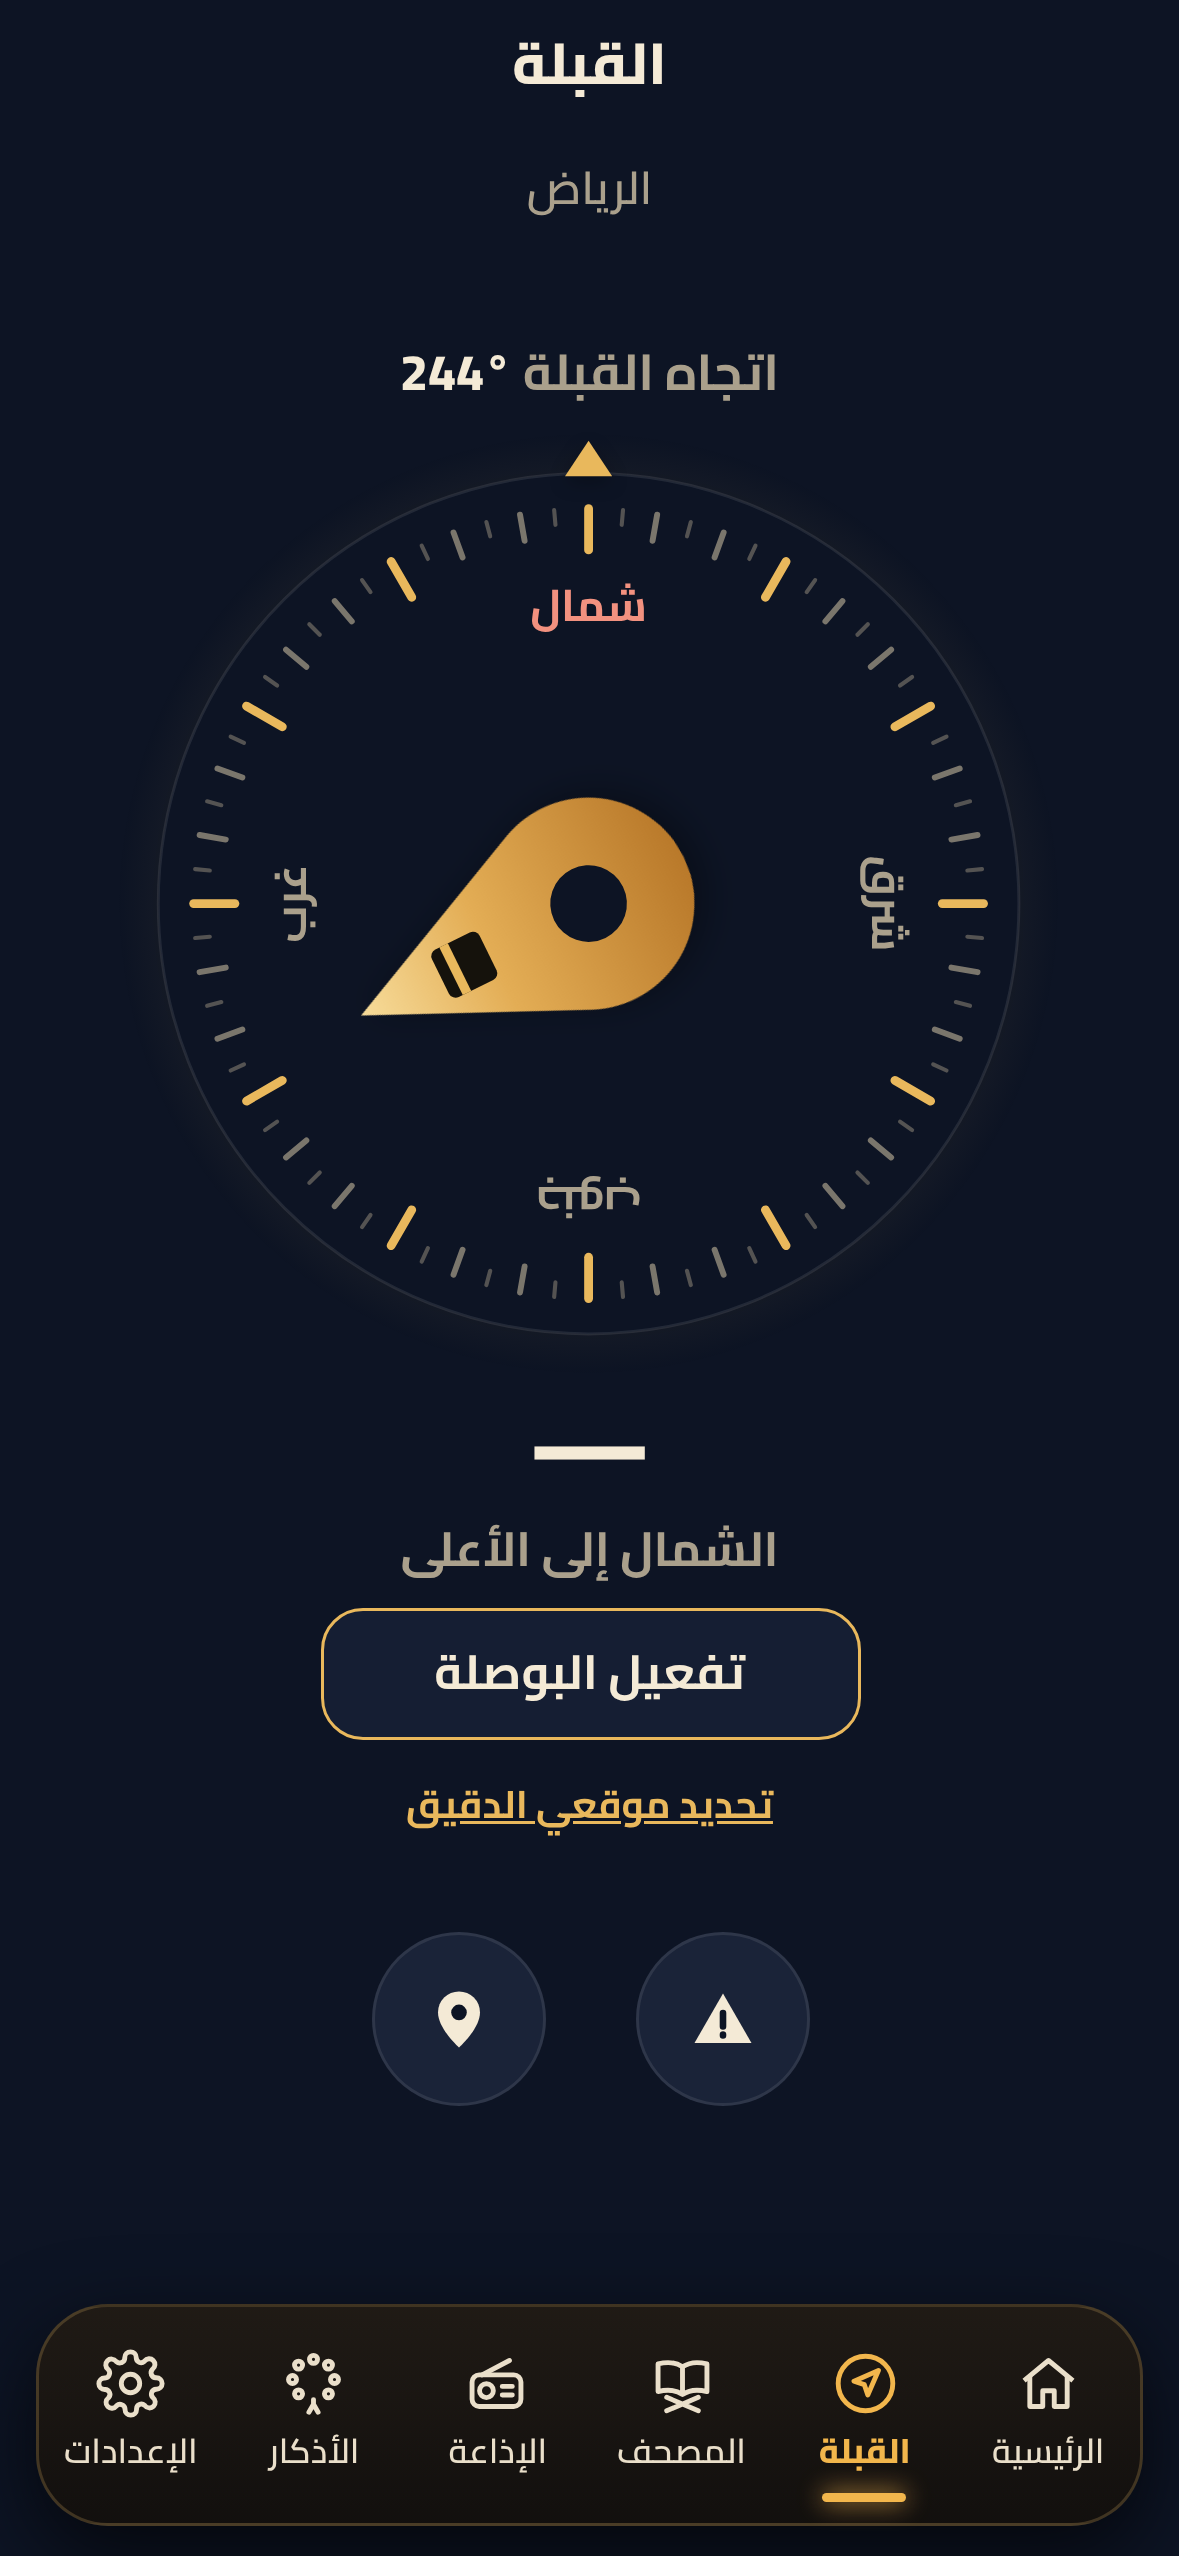 القبلة
الرياض
اتجاه القبلة 244°
شمال
شرق
غرب
جنوب
الشمال إلى الأعلى
تفعيل البوصلة
تحديد موقعي الدقيق
الرئيسية
القبلة
المصحف
الإذاعة
الأذكار
الإعدادات